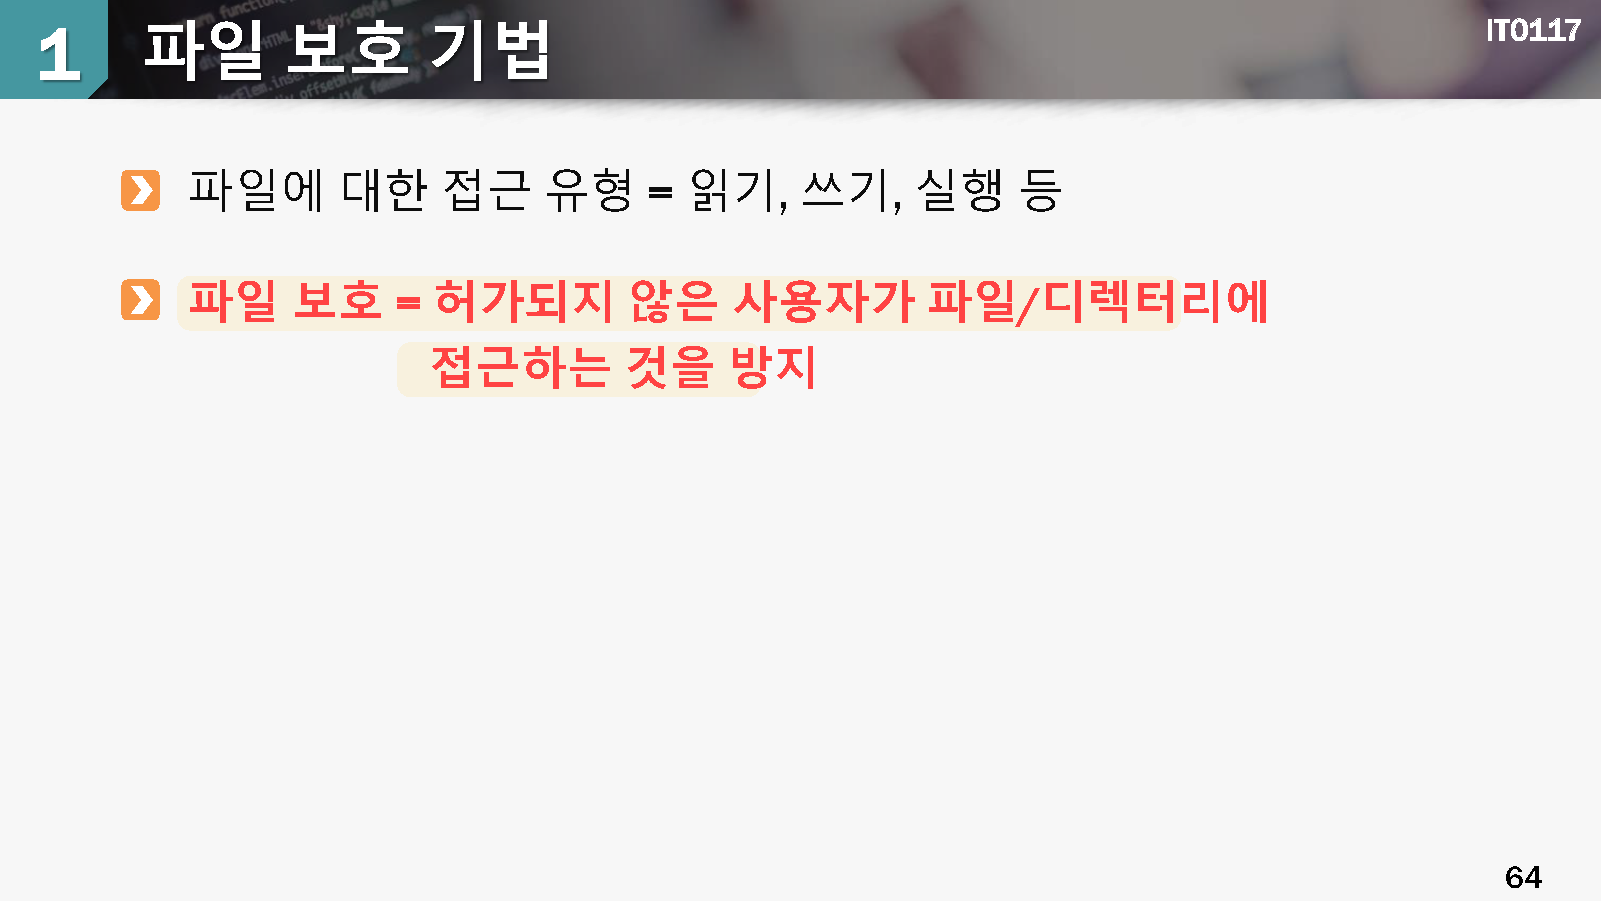 1 파일 보호 기법
IT0117
파일에 대한 접근 유형 = 읽기, 쓰기, 실행 등
파일 보호 = 허가되지 않은 사용자가 파일/디렉터리에
접근하는 것을 방지
64